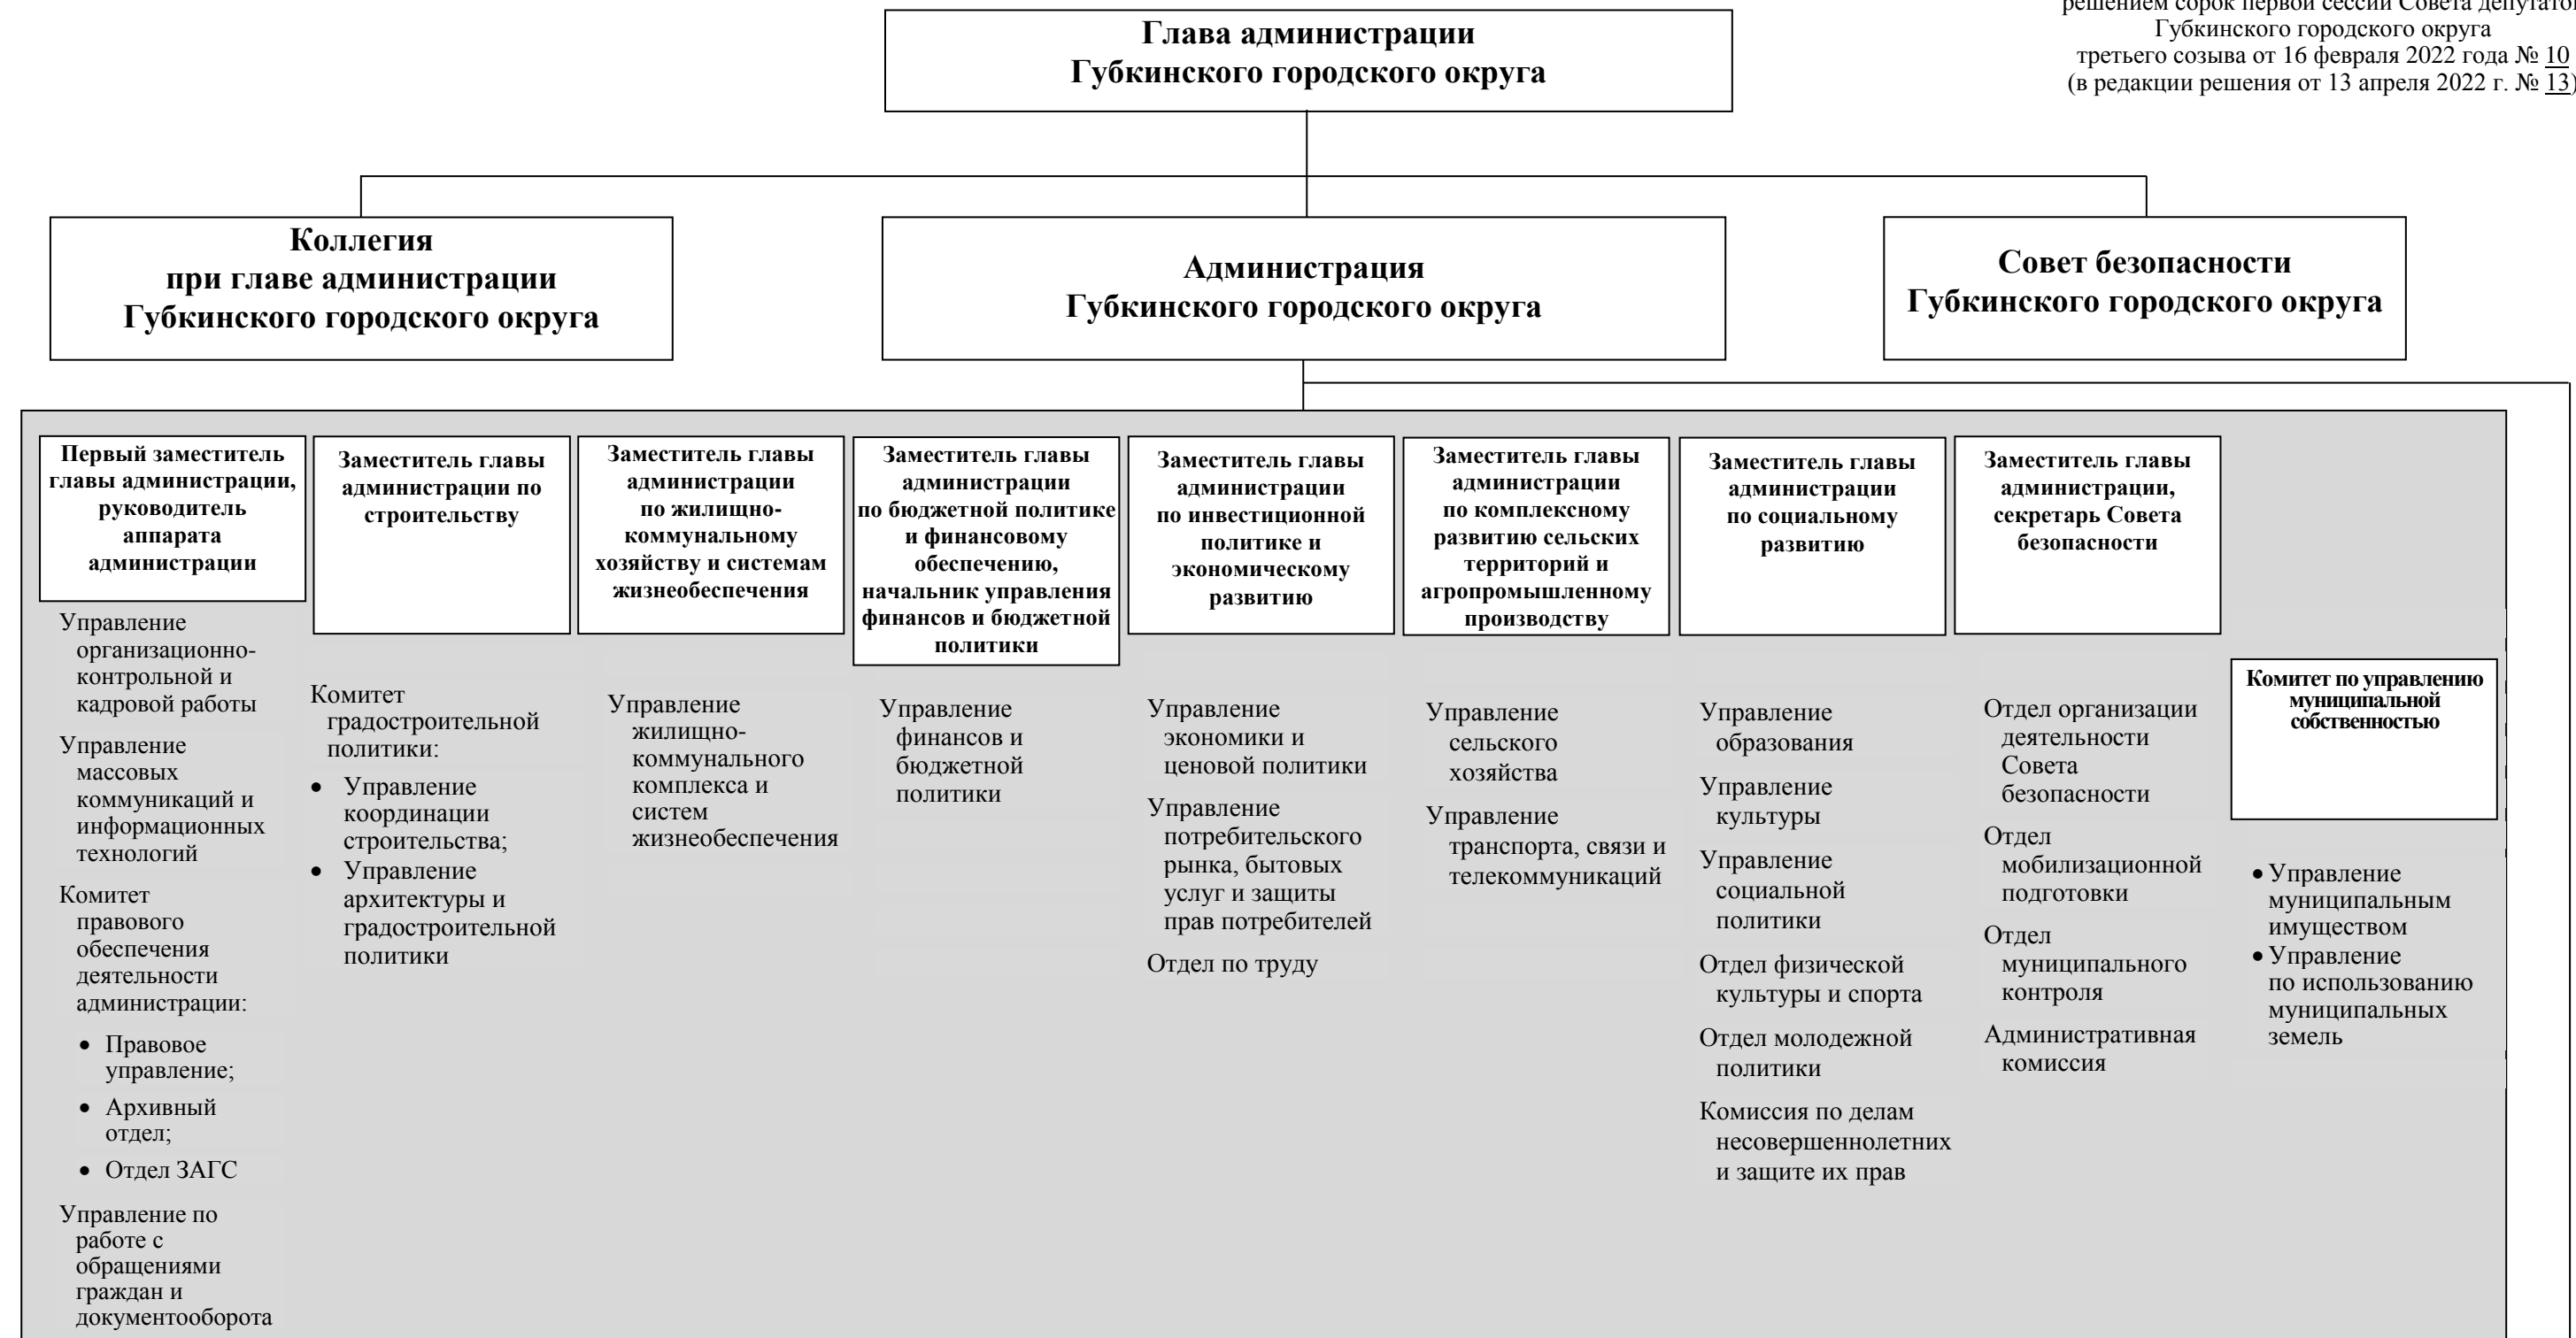 решением сорок первой сессии Совета депутатов
Губкинского городского округа
третьего созыва от 16 февраля 2022 года № 10
(в редакции решения от 13 апреля 2022 г. № 13)
Глава администрации
Губкинского городского округа
Коллегия
при главе администрации
Губкинского городского округа
Администрация
Губкинского городского округа
Совет безопасности
Губкинского городского округа
Первый заместитель
главы администрации,
руководитель
аппарата
администрации
Управление
организационно-
контрольной и
кадровой работы
Управление
массовых
коммуникаций и
информационных
технологий
Комитет
правового
обеспечения
деятельности
администрации:
• Правовое
управление;
• Архивный
отдел;
• Отдел ЗАГС
Управление по
работе с
обращениями
граждан и
документооборота
Заместитель главы
администрации по
строительству
Комитет
градостроительной
политики:
• Управление
координации
строительства;
• Управление
архитектуры и
градостроительной
политики
Заместитель главы
администрации
по жилищно-
коммунальному
хозяйству и системам
жизнеобеспечения
Управление
жилищно-
коммунального
комплекса и
систем
жизнеобеспечения
Заместитель главы
администрации
по бюджетной политике
и финансовому
обеспечению,
начальник управления
финансов и бюджетной
политики
Управление
финансов и
бюджетной
политики
Заместитель главы
администрации
по инвестиционной
политике и
экономическому
развитию
Управление
экономики и
ценовой политики
Управление
потребительского
рынка, бытовых
услуг и защиты
прав потребителей
Отдел по труду
Заместитель главы
администрации
по комплексному
развитию сельских
территорий и
агропромышленному
производству
Управление
сельского
хозяйства
Управление
транспорта, связи и
телекоммуникаций
Заместитель главы
администрации
по социальному
развитию
Управление
образования
Управление
культуры
Управление
социальной
политики
Отдел физической
культуры и спорта
Отдел молодежной
политики
Комиссия по делам
несовершеннолетних
и защите их прав
Заместитель главы
администрации,
секретарь Совета
безопасности
Отдел организации
деятельности
Совета
безопасности
Отдел
мобилизационной
подготовки
Отдел
муниципального
контроля
Административная
комиссия
Комитет по управлению
муниципальной
собственностью
• Управление
муниципальным
имуществом
• Управление
по использованию
муниципальных
земель